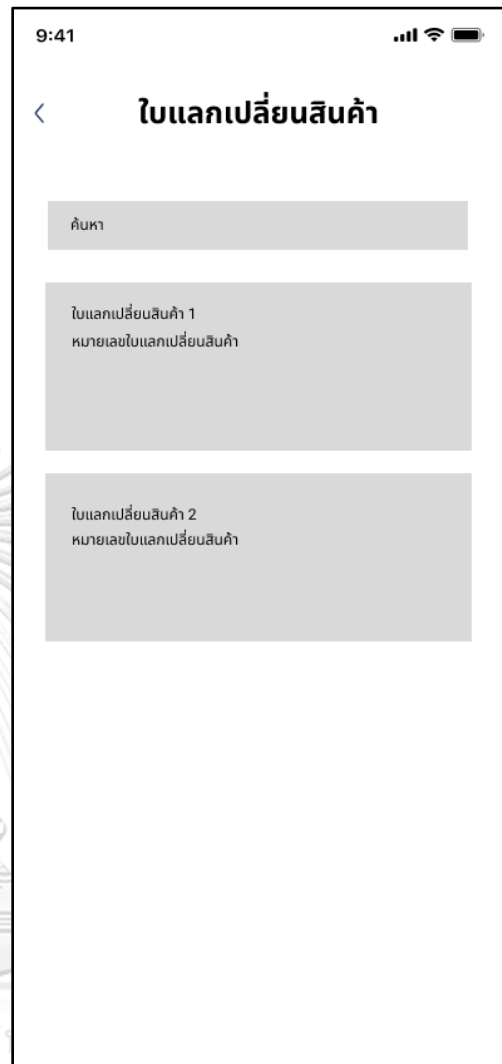 9:41
ใบแลกเปลี่ยนสินค้า
ค้นหา
ใบแลกเปลี่ยนสินค้า 1
หมายเลขใบแลกเปลี่ยนสินค้า
ใบแลกเปลี่ยนสินค้า 2
หมายเลขใบแลกเปลี่ยนสินค้า